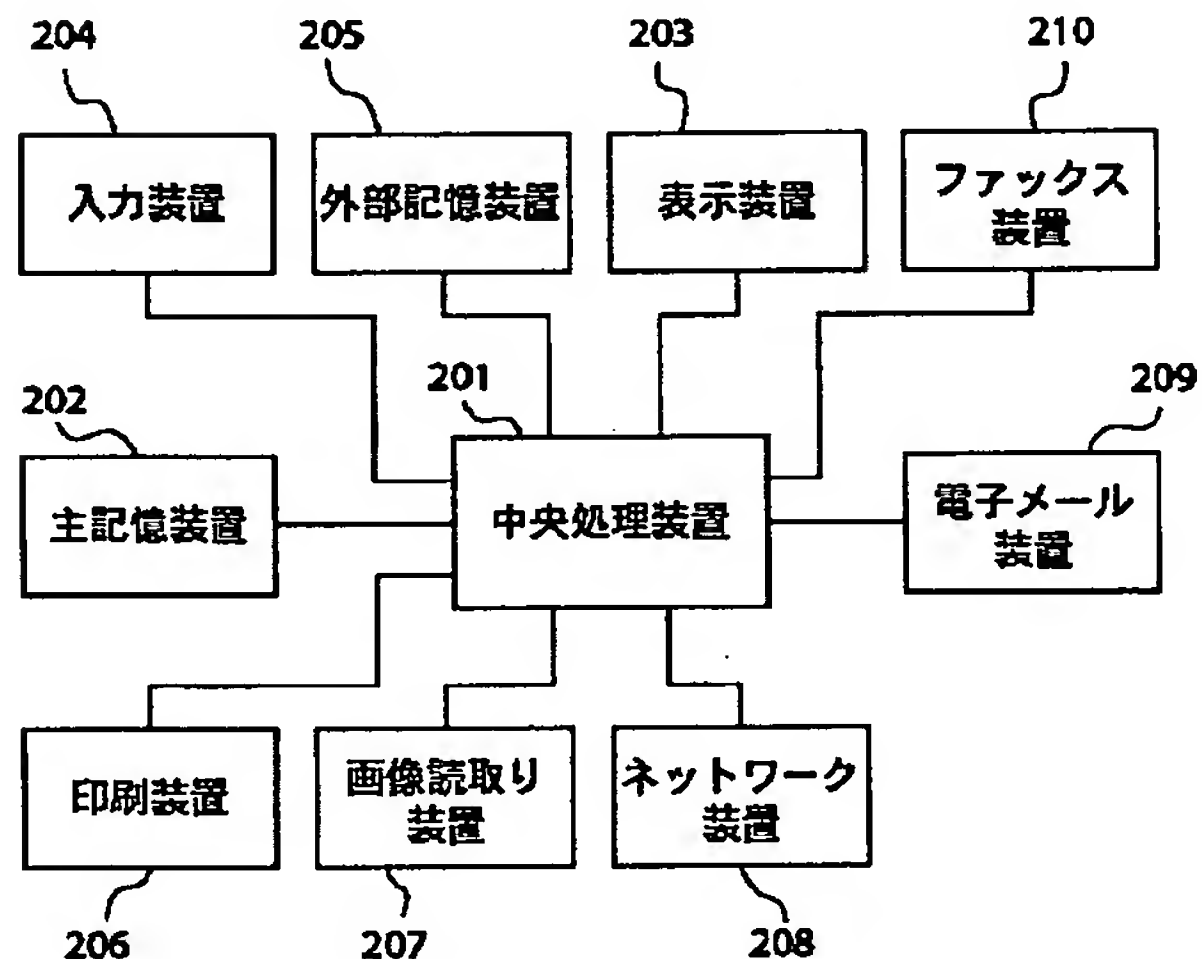 204
205
203
210
入力装置
外部記憶装置
表示装置
ファックス
装置
201
202
209
主記憶装置
中央処理装置
電子メール
装置
印刷装置
画像読取り
装置
ネットワーク
装置
206
207
208